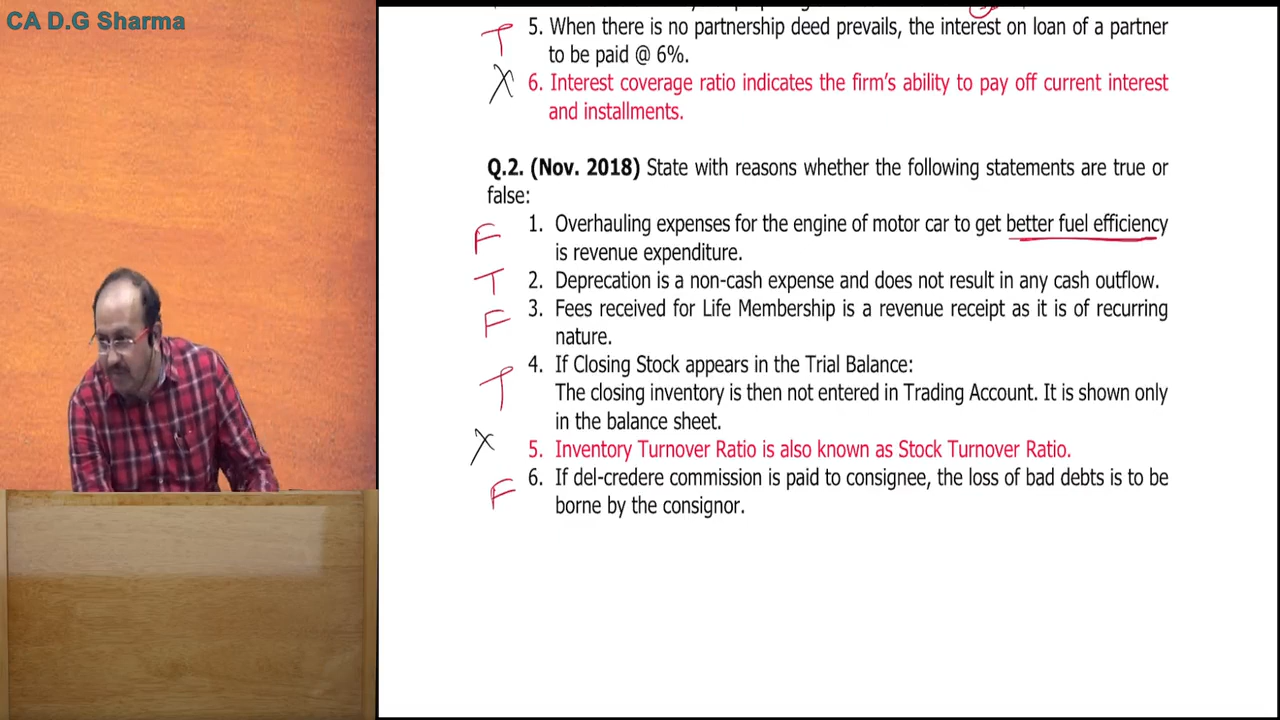 CA D.G Sharma
T 5. When there is no partnership deed prevails, the interest on loan of a partner
to be paid @ 6%.
X 6. Interest coverage ratio indicates the firm's ability to pay off current interest
and installments.
Q.2. (Nov. 2018) State with reasons whether the following statements are true or
false:
F 1. Overhauling expenses for the engine of motor car to get better fuel efficiency
is revenue expenditure.
T 2. Deprecation is a non-cash expense and does not result in any cash outflow.
F 3. Fees received for Life Membership is a revenue receipt as it is of recurring
nature.
T 4. If Closing Stock appears in the Trial Balance:
The closing inventory is then not entered in Trading Account. It is shown only
in the balance sheet.
X 5. Inventory Turnover Ratio is also known as Stock Turnover Ratio.
F 6. If del-credere commission is paid to consignee, the loss of bad debts is to be
borne by the consignor.